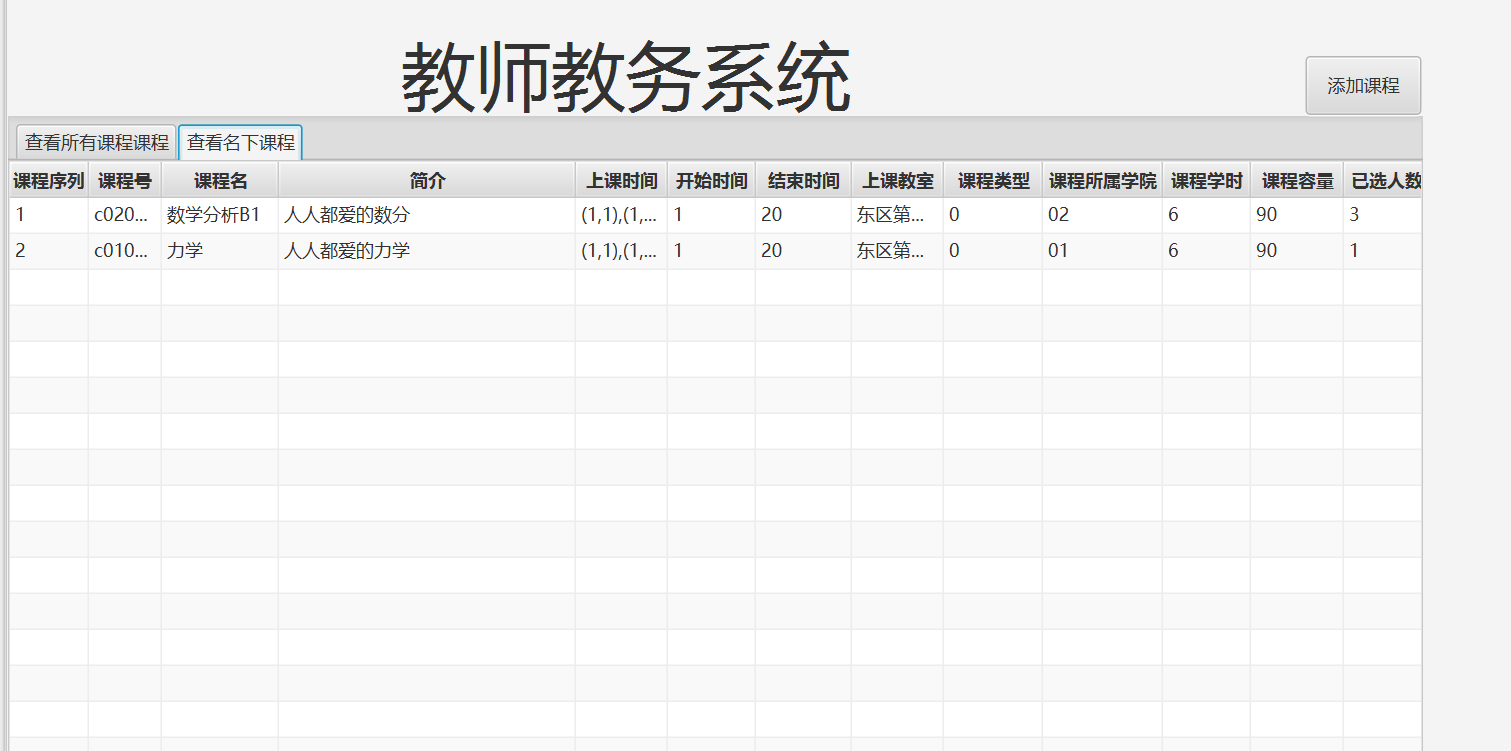 教师教务系统
添加课程
查看所有课程课程 查看名下课程
课程序列 课程号 课程名 简介 上课时间 开始时间 结束时间 上课教室 课程类型 课程所属学院 课程学时 课程容量 已选人数
1 c020... 数学分析B1 人人都爱的数分 (1,1),(1,... 1 20 东区第... 0 02 6 90 3
2 c010... 力学 人人都爱的力学 (1,1),(1,... 1 20 东区第... 0 01 6 90 1